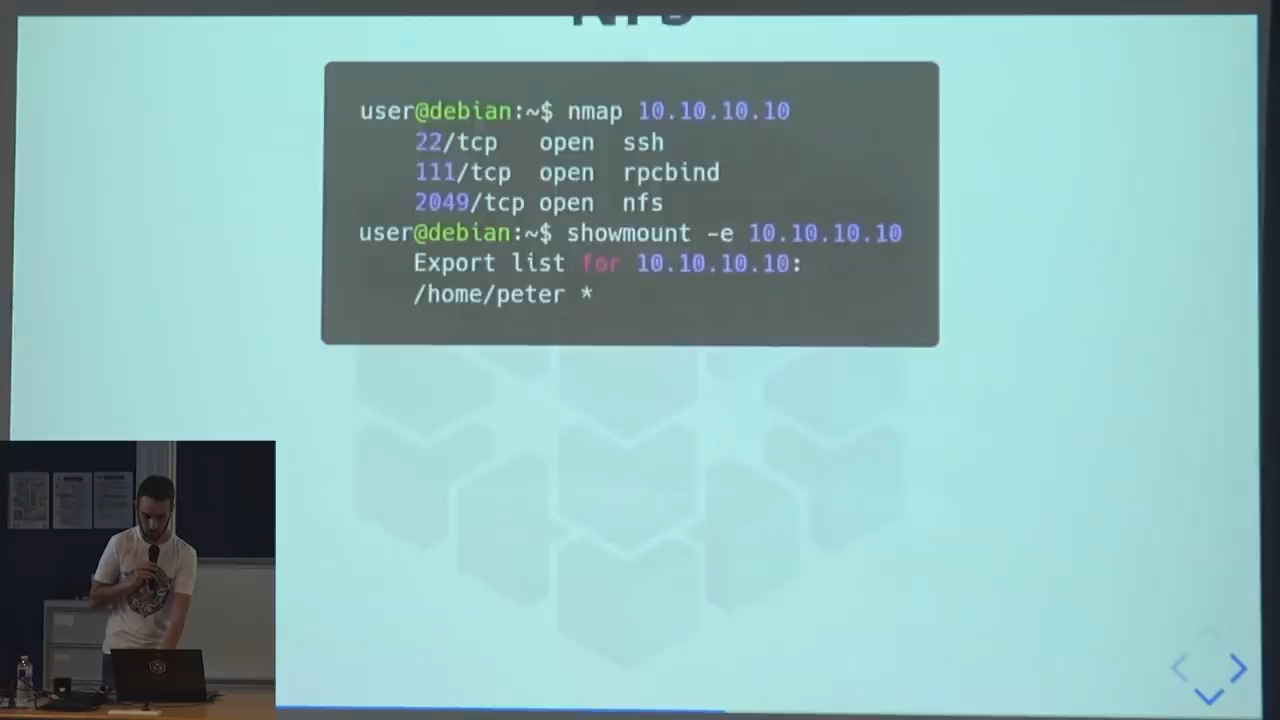 NFS
user@debian:~$ nmap 10.10.10.10
22/tcp open ssh
111/tcp open rpcbind
2049/tcp open nfs
user@debian:~$ showmount -e 10.10.10.10
Export list for 10.10.10.10:
/home/peter *